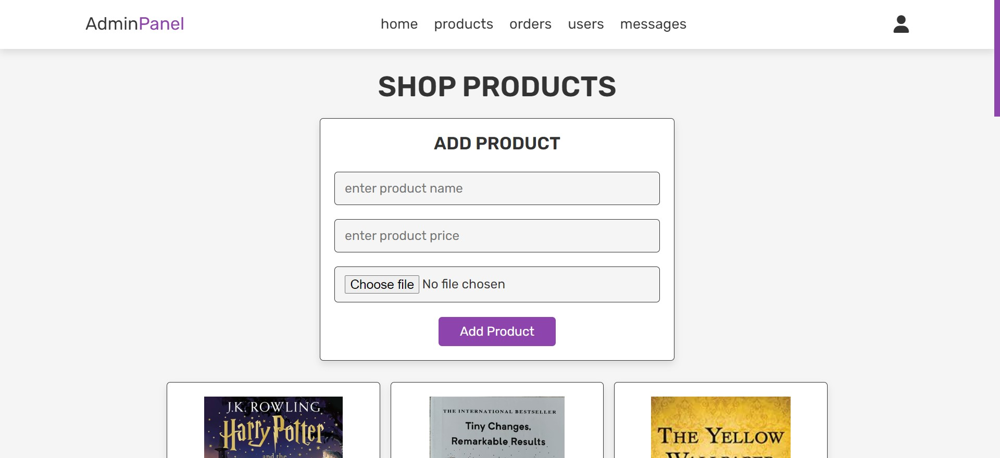 AdminPanel
home products orders users messages
SHOP PRODUCTS
ADD PRODUCT
enter product name
enter product price
Choose file No file chosen
Add Product
J.K. ROWLING
Harry Potter
and the
THE INTERNATIONAL BESTSELLER
Tiny Changes,
Remarkable Results
THE YELLOW